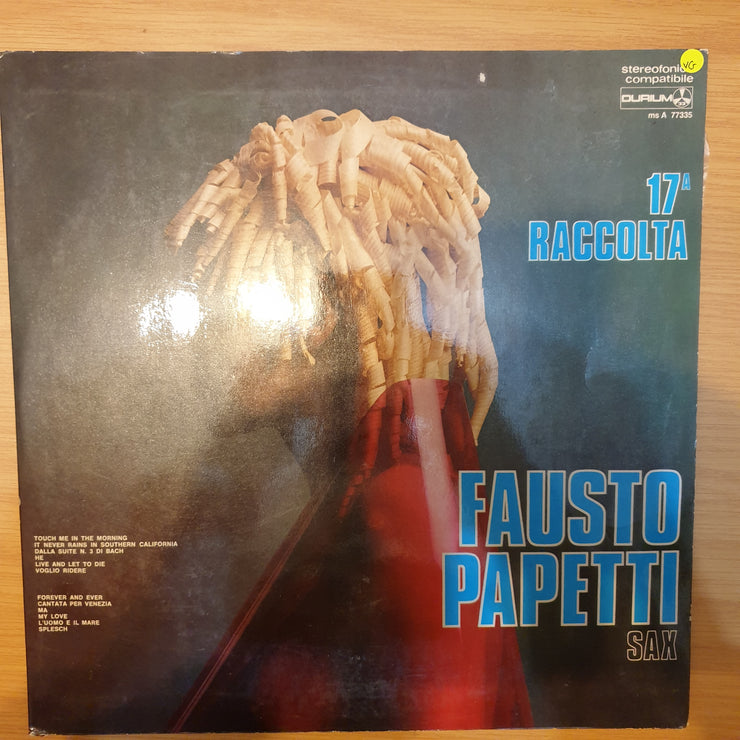 VG
stereofonico
compatibile
DURIUM
ms A 77335
17A
RACCOLTA
FAUSTO
PAPETTI
SAX
TOUCH ME IN THE MORNING
IT NEVER RAINS IN SOUTHERN CALIFORNIA
DALLA SUITE N. 3 DI BACH
HE
LIVE AND LET TO DIE
VOGLIO RIDERE
FOREVER AND EVER
CANTATA PER VENEZIA
MA
MY LOVE
L'UOMO E IL MARE
SPLESCH